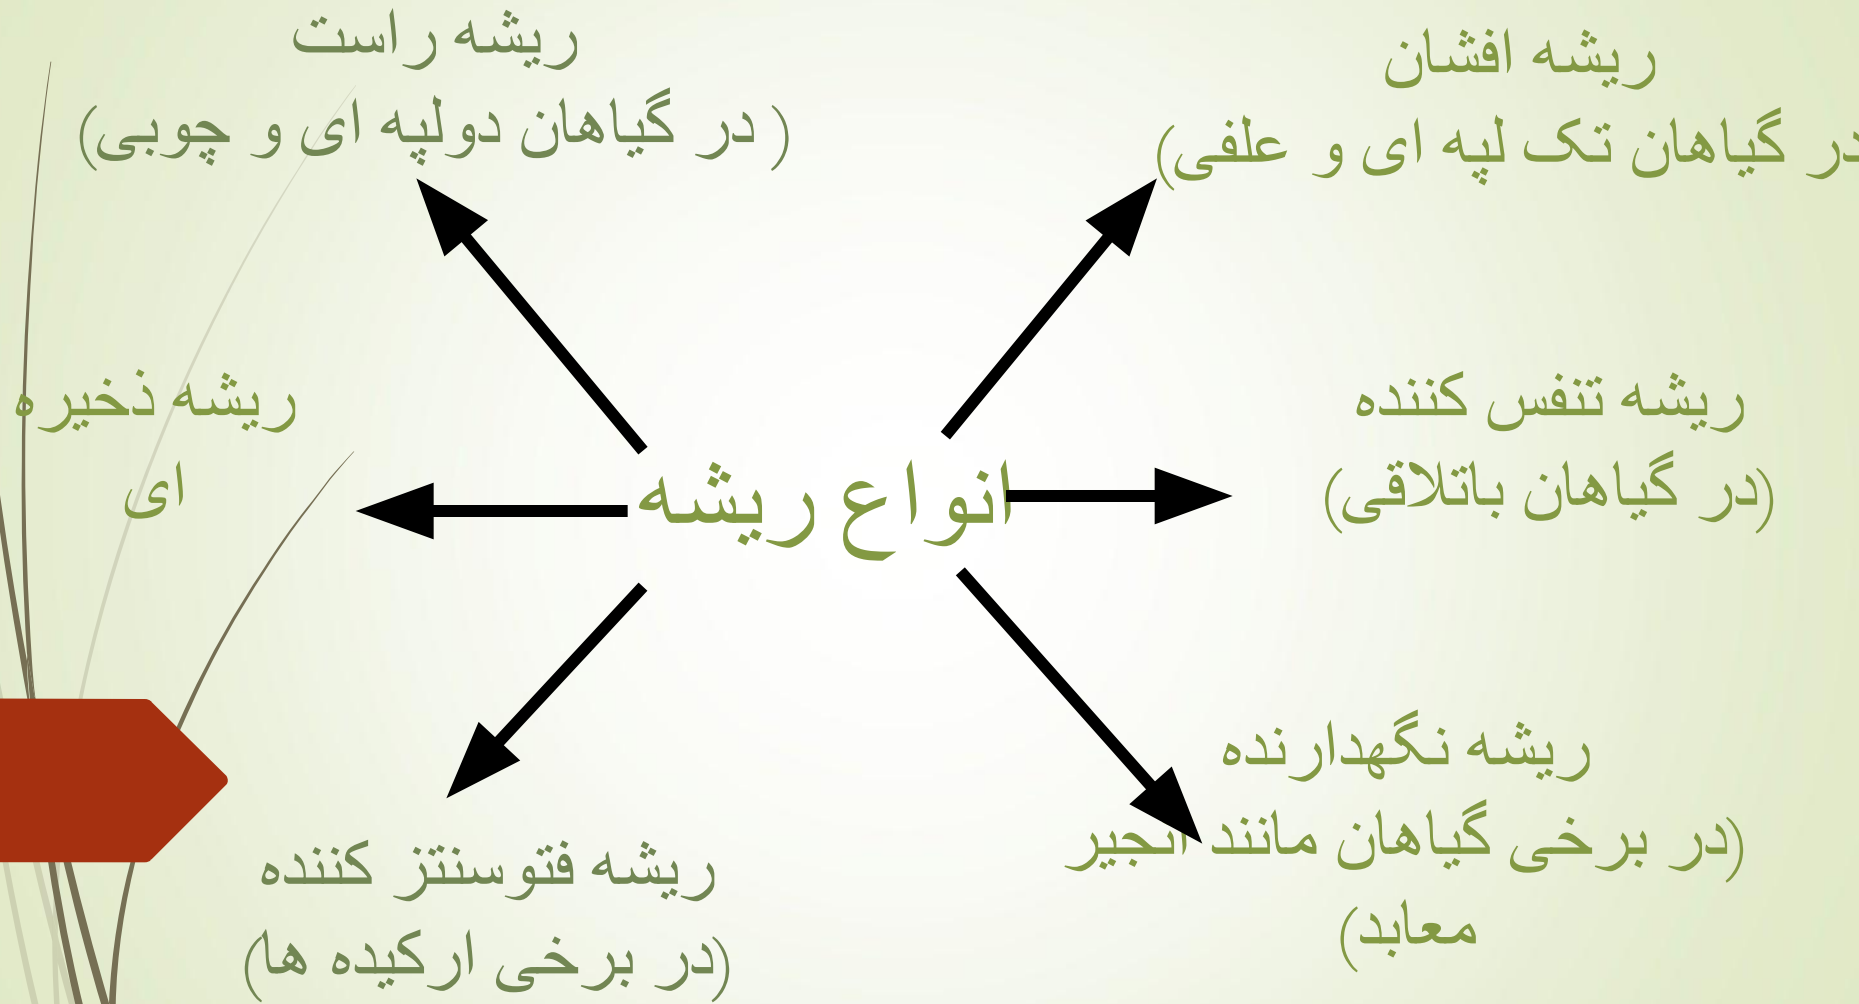 ریشه افشان
در گیاهان تک لپه ای و علفی)
ریشه راست
( در گیاهان دولپه ای و چوبی)
ریشه تنفس کننده
(در گیاهان باتلاقی)
انواع ریشه
ریشه ذخیره
ای
ریشه نگهدارنده
(در برخی گیاهان مانند انجیر
معابد)
ریشه فتوسنتز کننده
(در برخی ارکیده ها)